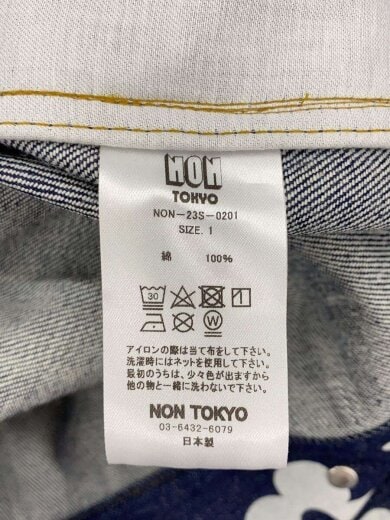 NON
TOKYO
NON-23S-0201
SIZE. 1
綿 100%
30
W
アイロンの際は当て布をして下さい。
洗濯時にはネットを使用して下さい。
最初のうちは、少々色が出ますから
他の物と一緒に洗わないで下さい。
NON TOKYO
03-6432-6079
日本製